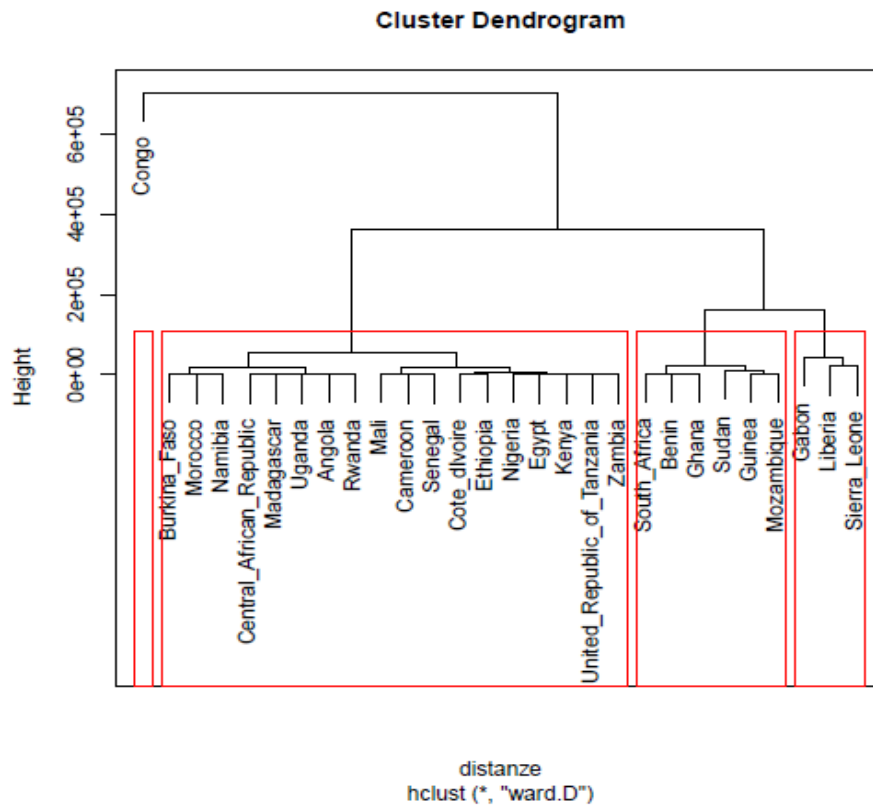 Cluster Dendrogram
Height
6e+05
4e+05
2e+05
0e+00
Congo
Burkina_Faso
Morocco
Namibia
Central_African_Republic
Madagascar
Uganda
Angola
Rwanda
Mali
Cameroon
Senegal
Cote_dIvoire
Ethiopia
Nigeria
Egypt
Kenya
United_Republic_of_Tanzania
Zambia
South_Africa
Benin
Ghana
Sudan
Guinea
Mozambique
Gabon
Liberia
Sierra_Leone
distanze
hclust (*, "ward.D")